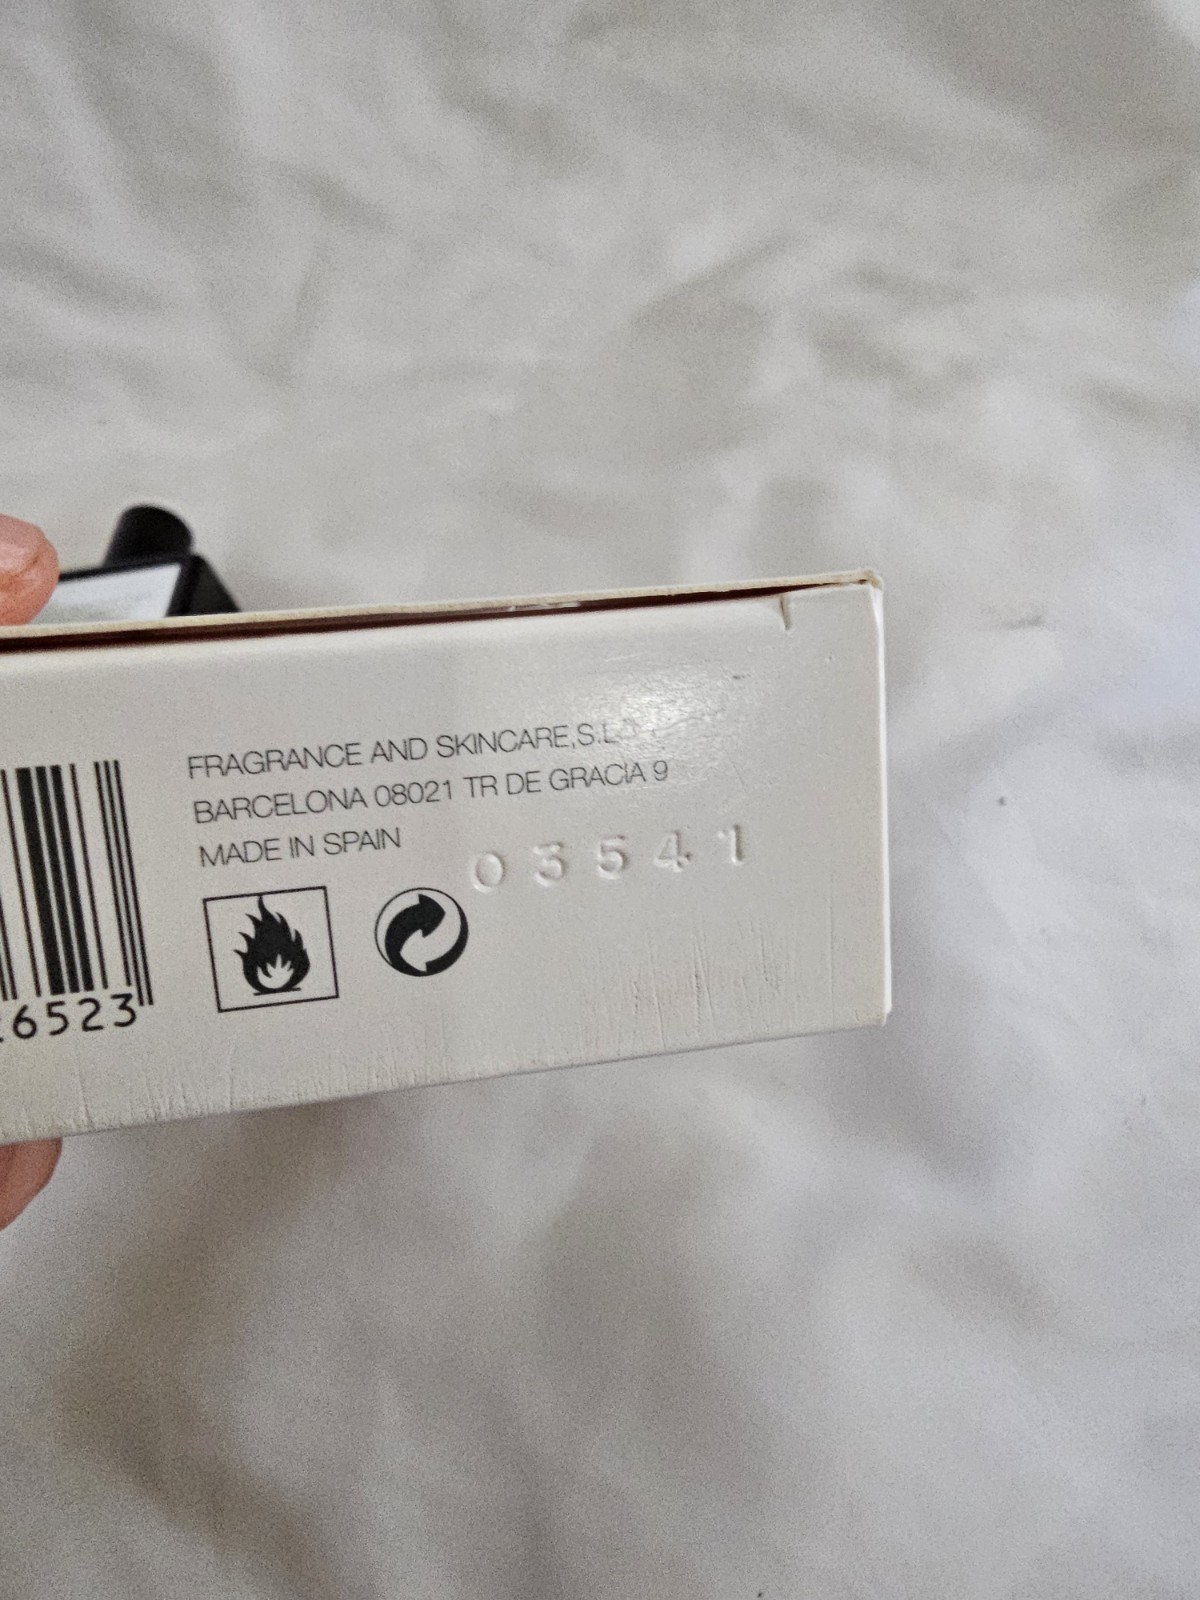 FRAGRANCE AND SKINCARE,S.L
BARCELONA 08021 TR DE GRACIA 9
MADE IN SPAIN
03541
6523